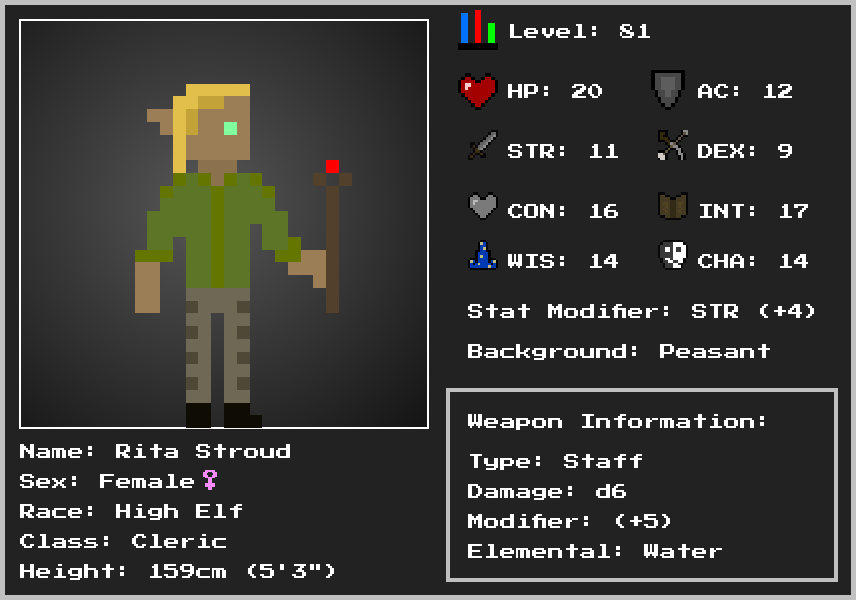 Level: 81
HP: 20
AC: 12
STR: 11
DEX: 9
CON: 16
INT: 17
WIS: 14
CHA: 14
Stat Modifier: STR (+4)
Background: Peasant
Weapon Information:
Type: Staff
Damage: d6
Modifier: (+5)
Elemental: Water
Name: Rita Stroud
Sex: Female♀
Race: High Elf
Class: Cleric
Height: 159cm (5'3")